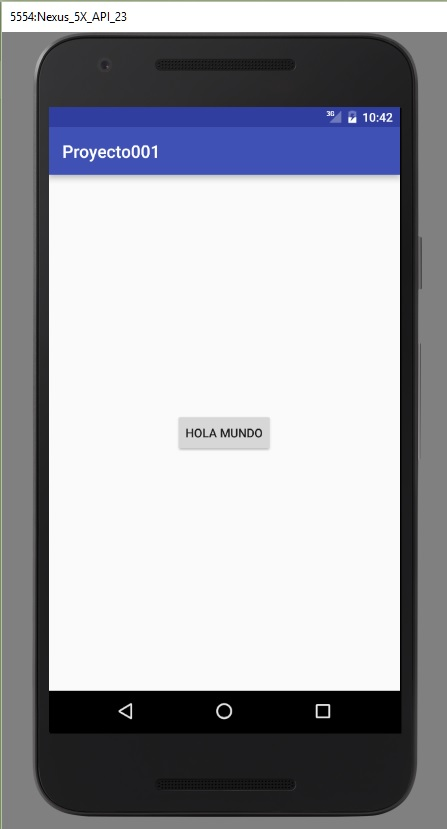 5554:Nexus_5X_API_23
3G 10:42
Proyecto001
HOLA MUNDO